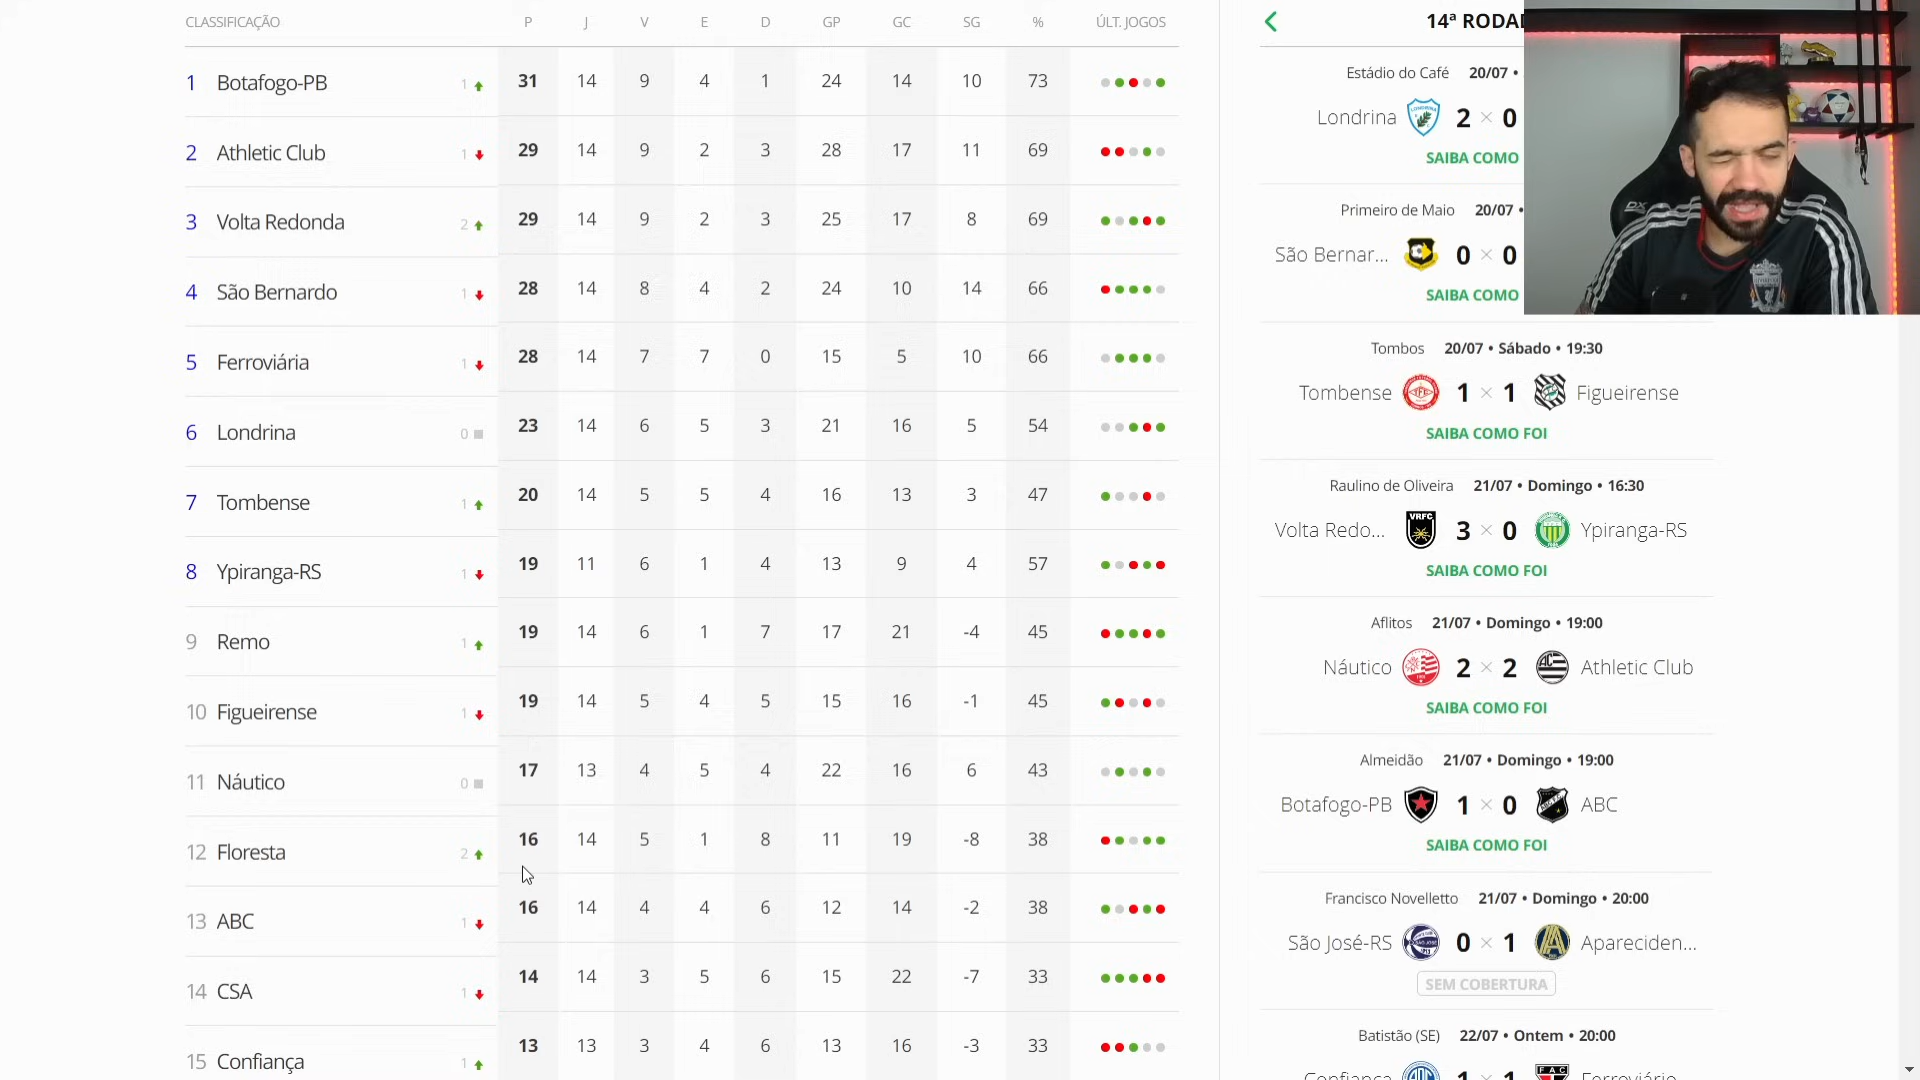 CLASSIFICAÇÃO P J V E D GP GC SG % ÚLT. JOGOS
1 Botafogo-PB 1 31 14 9 4 1 24 14 10 73
2 Athletic Club 1 29 14 9 2 3 28 17 11 69
3 Volta Redonda 2 29 14 9 2 3 25 17 8 69
4 São Bernardo 1 28 14 8 4 2 24 10 14 66
5 Ferroviária 1 28 14 7 7 0 15 5 10 66
6 Londrina 0 23 14 6 5 3 21 16 5 54
7 Tombense 1 20 14 5 5 4 16 13 3 47
8 Ypiranga-RS 1 19 11 6 1 4 13 9 4 57
9 Remo 1 19 14 6 1 7 17 21 -4 45
10 Figueirense 1 19 14 5 4 5 15 16 -1 45
11 Náutico 0 17 13 4 5 4 22 16 6 43
12 Floresta 2 16 14 5 1 8 11 19 -8 38
13 ABC 1 16 14 4 4 6 12 14 -2 38
14 CSA 1 14 14 3 5 6 15 22 -7 33
15 Confiança 1 13 13 3 4 6 13 16 -3 33
14ª RODA
Estádio do Café 20/07 •
Londrina 2 × 0
SAIBA COMO
Primeiro de Maio 20/07 •
São Bernar... 0 × 0
SAIBA COMO
Tombos 20/07 • Sábado • 19:30
Tombense 1 × 1 Figueirense
SAIBA COMO FOI
Raulino de Oliveira 21/07 • Domingo • 16:30
Volta Redo... VRFC 3 × 0 Ypiranga-RS
SAIBA COMO FOI
Aflitos 21/07 • Domingo • 19:00
Náutico 2 × 2 Athletic Club
SAIBA COMO FOI
Almeidão 21/07 • Domingo • 19:00
Botafogo-PB 1 × 0 ABC
SAIBA COMO FOI
Francisco Novelletto 21/07 • Domingo • 20:00
São José-RS 0 × 1 Apareciden...
SEM COBERTURA
Batistão (SE) 22/07 • Ontem • 20:00
Confiança 1 × 1 FAC Ferroviário